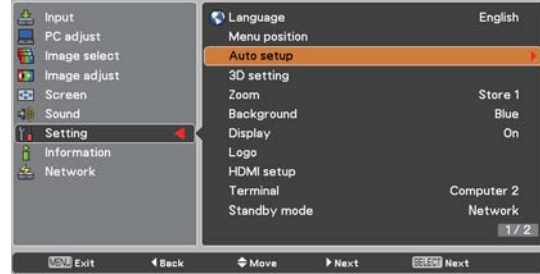 Input
PC adjust
Image select
Image adjust
Screen
Sound
Setting
Information
Network
Language English
Menu position
Auto setup
3D setting
Zoom Store 1
Background Blue
Display On
Logo
HDMI setup
Terminal Computer 2
Standby mode Network
1/2
MENU Exit Back Move Next SELECT Next